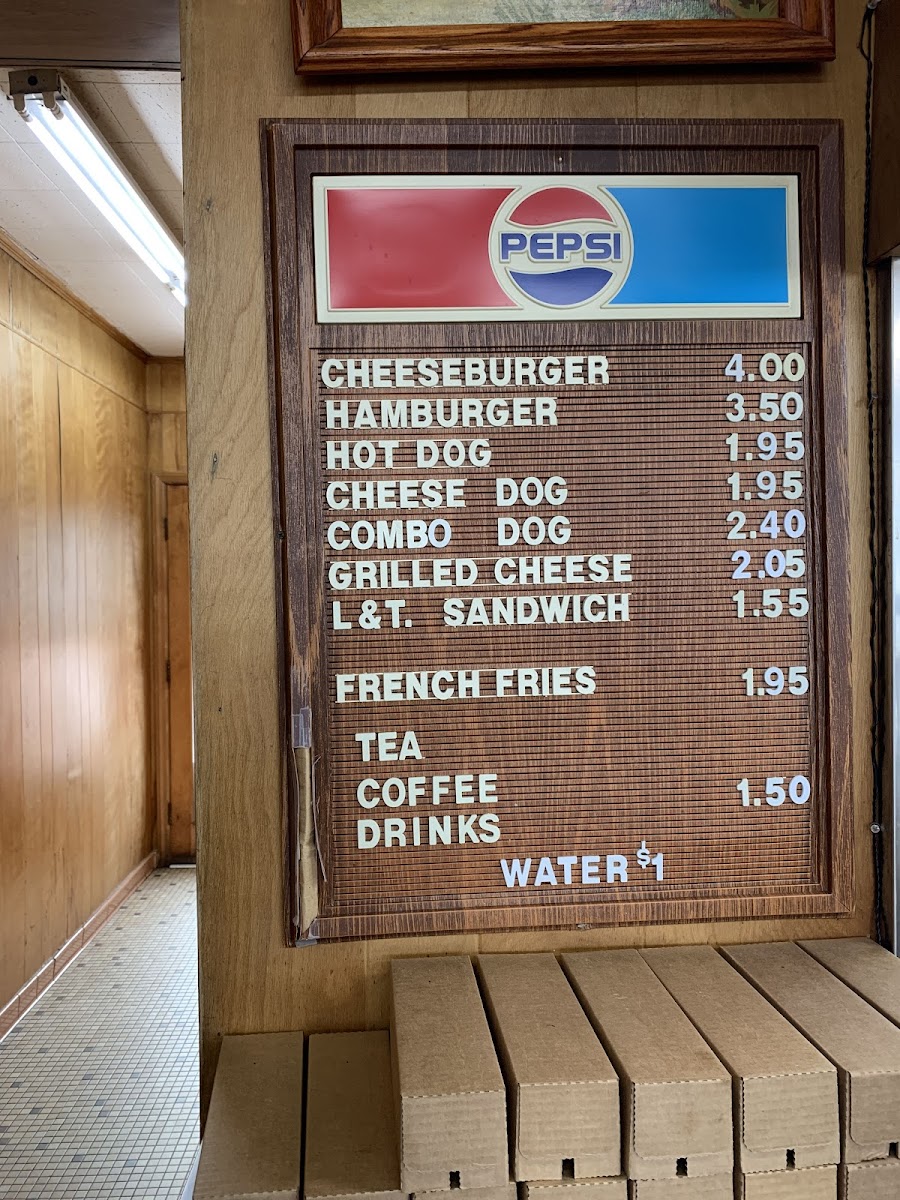 PEPSI
CHEESEBURGER 4.00
HAMBURGER 3.50
HOT DOG 1.95
CHEESE DOG 1.95
COMBO DOG 2.40
GRILLED CHEESE 2.05
L&T. SANDWICH 1.55
FRENCH FRIES 1.95
TEA
COFFEE 1.50
DRINKS
WATER $1